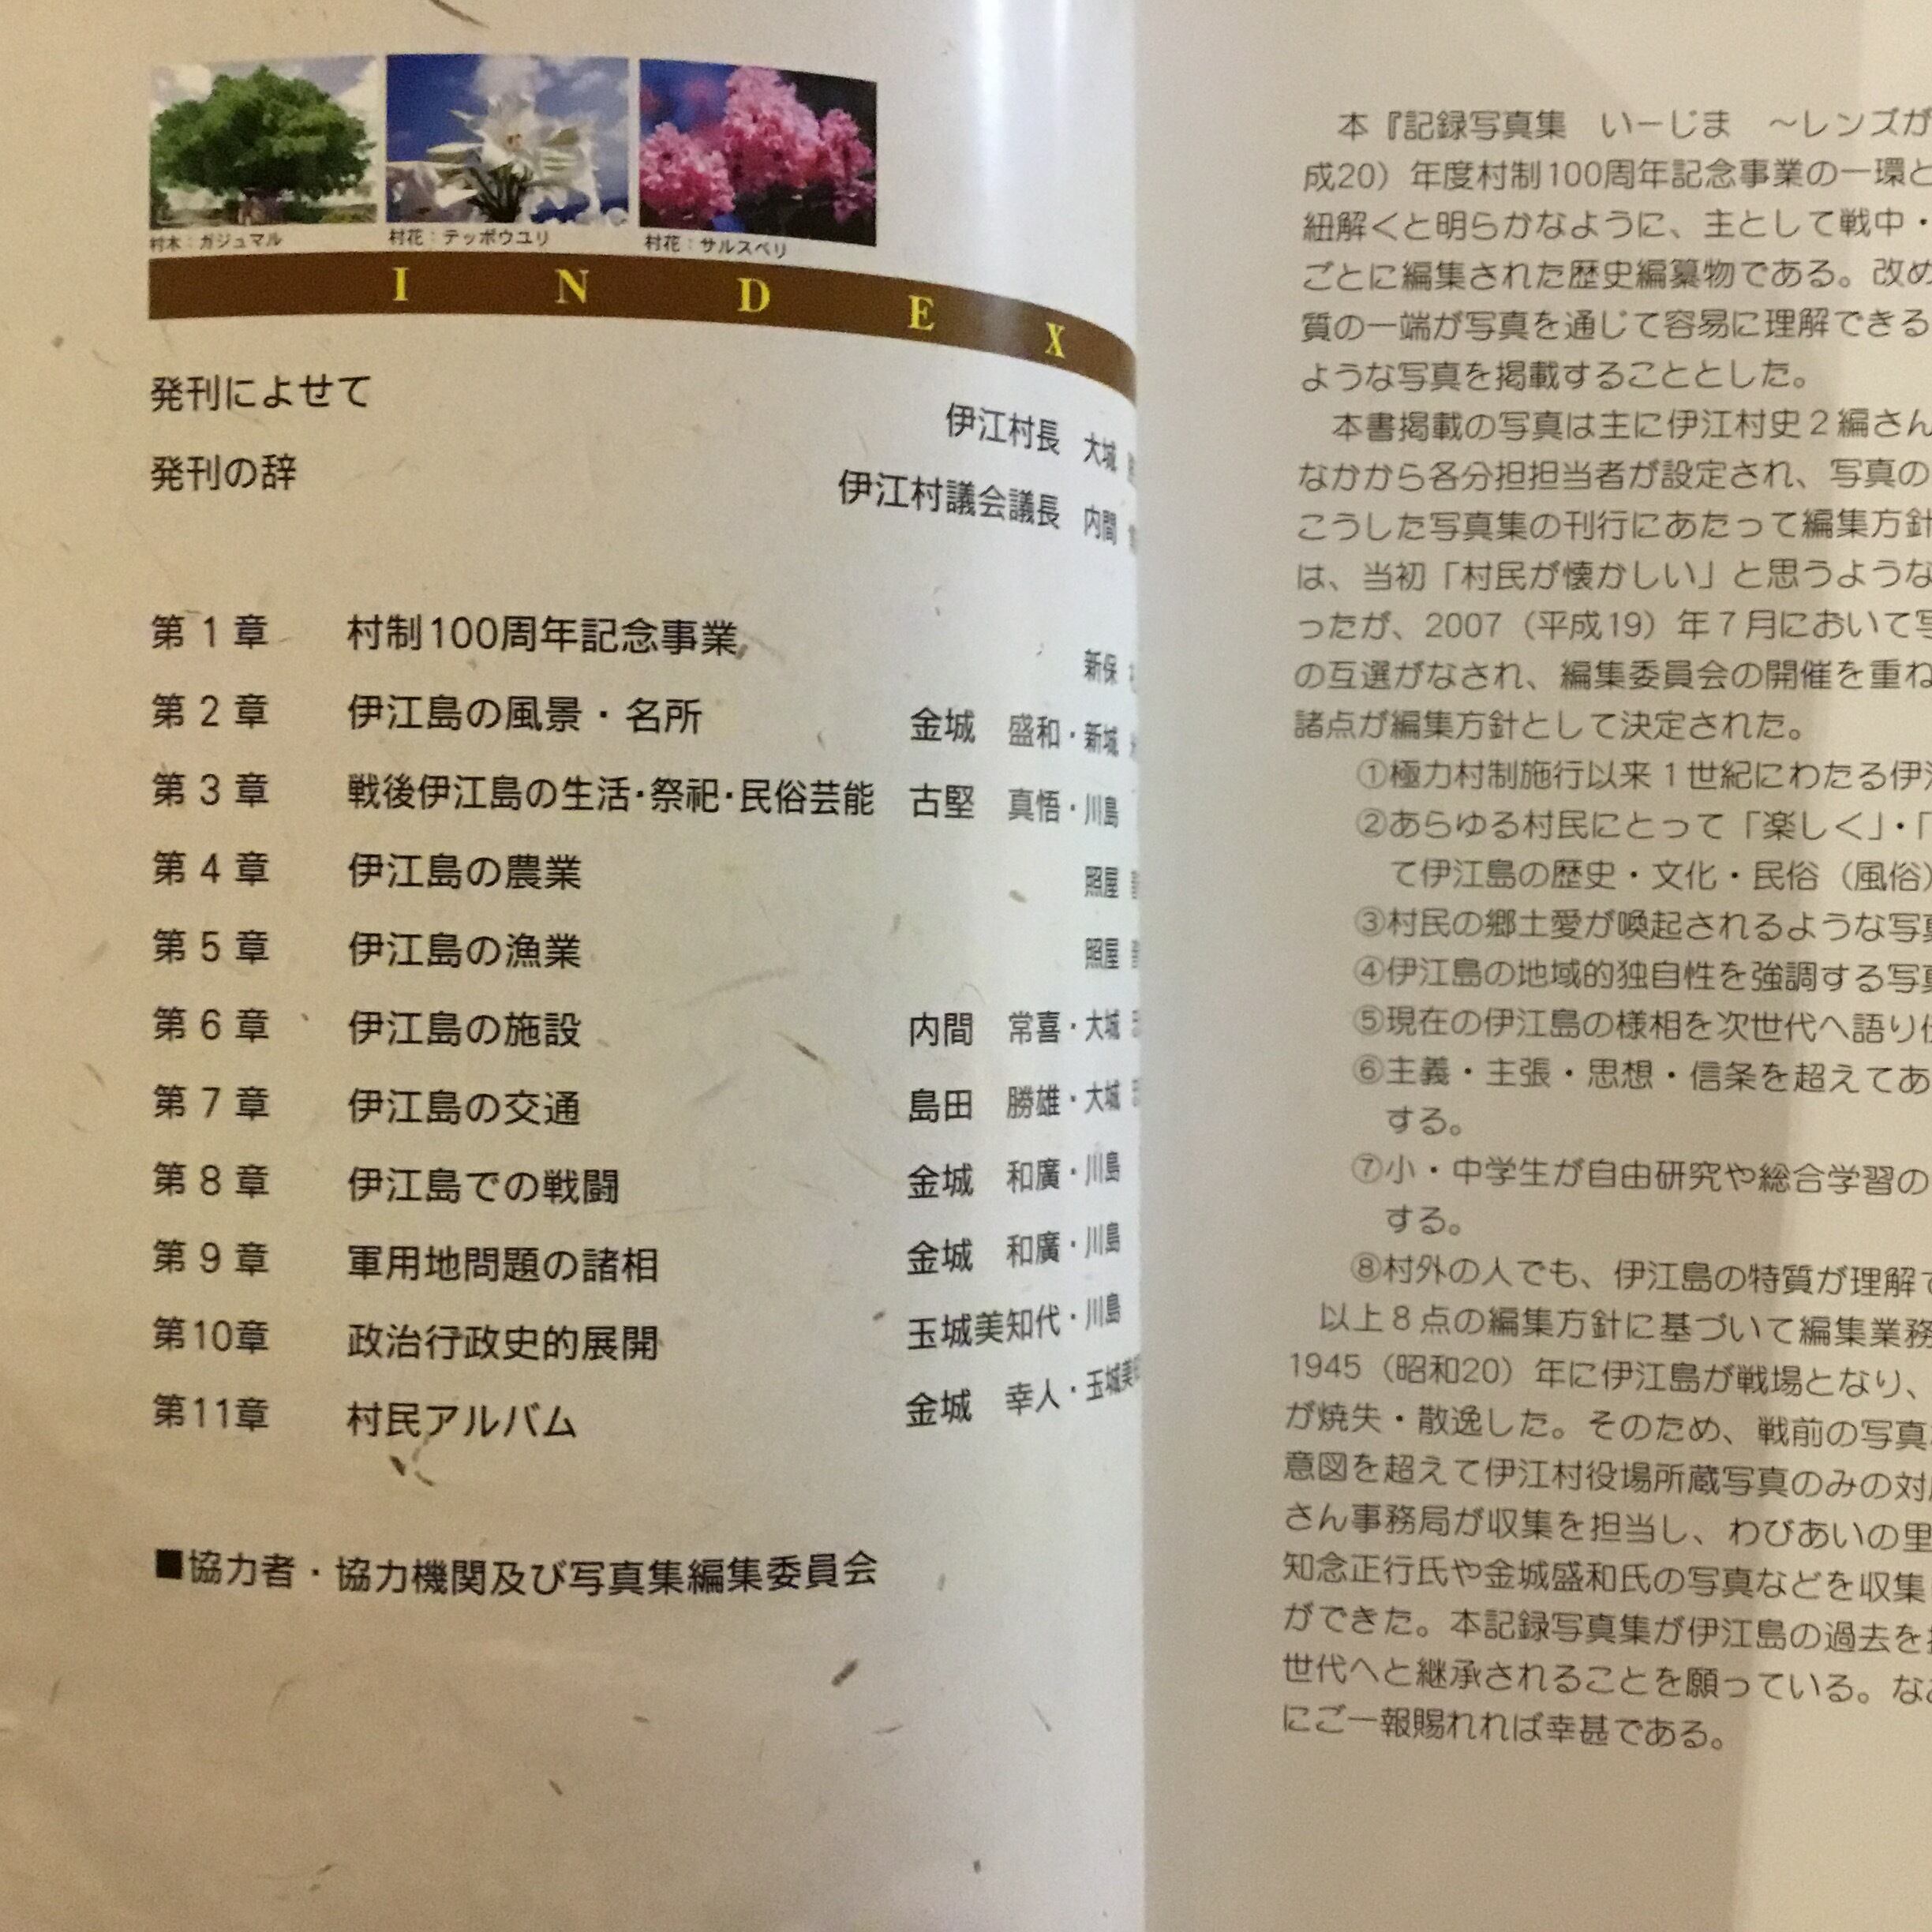 村木：ガジュマル
村花：テッポウユリ
村花：サルスベリ
INDEX
発刊によせて 伊江村長 大城
発刊の辞 伊江村議会議長 内間
第1章 村制100周年記念事業 新保
第2章 伊江島の風景・名所 金城 盛和・新城
第3章 戦後伊江島の生活・祭祀・民俗芸能 古堅 真悟・川島
第4章 伊江島の農業 照屋
第5章 伊江島の漁業 照屋
第6章 伊江島の施設 内間 常喜・大城
第7章 伊江島の交通 島田 勝雄・大城
第8章 伊江島での戦闘 金城 和廣・川島
第9章 軍用地問題の諸相 金城 和廣・川島
第10章 政治行政史的展開 玉城美知代・川島
第11章 村民アルバム 金城 幸人・玉城美
■協力者・協力機関及び写真集編集委員会
本『記録写真集 いーじま ～レンズが
成20）年度村制100周年記念事業の一環と
紐解くと明らかなように、主として戦中・
ごとに編集された歴史編纂物である。改め
質の一端が写真を通じて容易に理解できる
ような写真を掲載することとした。
本書掲載の写真は主に伊江村史2編さん
なかから各分担担当者が設定され、写真の
こうした写真集の刊行にあたって編集方針
は、当初「村民が懐かしい」と思うような
ったが、2007（平成19）年7月において写
の互選がなされ、編集委員会の開催を重ね
諸点が編集方針として決定された。
①極力村制施行以来1世紀にわたる伊江
②あらゆる村民にとって「楽しく」・「
て伊江島の歴史・文化・民俗（風俗）
③村民の郷土愛が喚起されるような写真
④伊江島の地域的独自性を強調する写真
⑤現在の伊江島の様相を次世代へ語り伝
⑥主義・主張・思想・信条を超えてあ
する。
⑦小・中学生が自由研究や総合学習の
する。
⑧村外の人でも、伊江島の特質が理解で
以上8点の編集方針に基づいて編集業務
1945（昭和20）年に伊江島が戦場となり、
が焼失・散逸した。そのため、戦前の写真
意図を超えて伊江村役場所蔵写真のみの対
さん事務局が収集を担当し、わびあいの里
知念正行氏や金城盛和氏の写真などを収集
ができた。本記録写真集が伊江島の過去を
世代へと継承されることを願っている。な
にご一報賜れれば幸甚である。